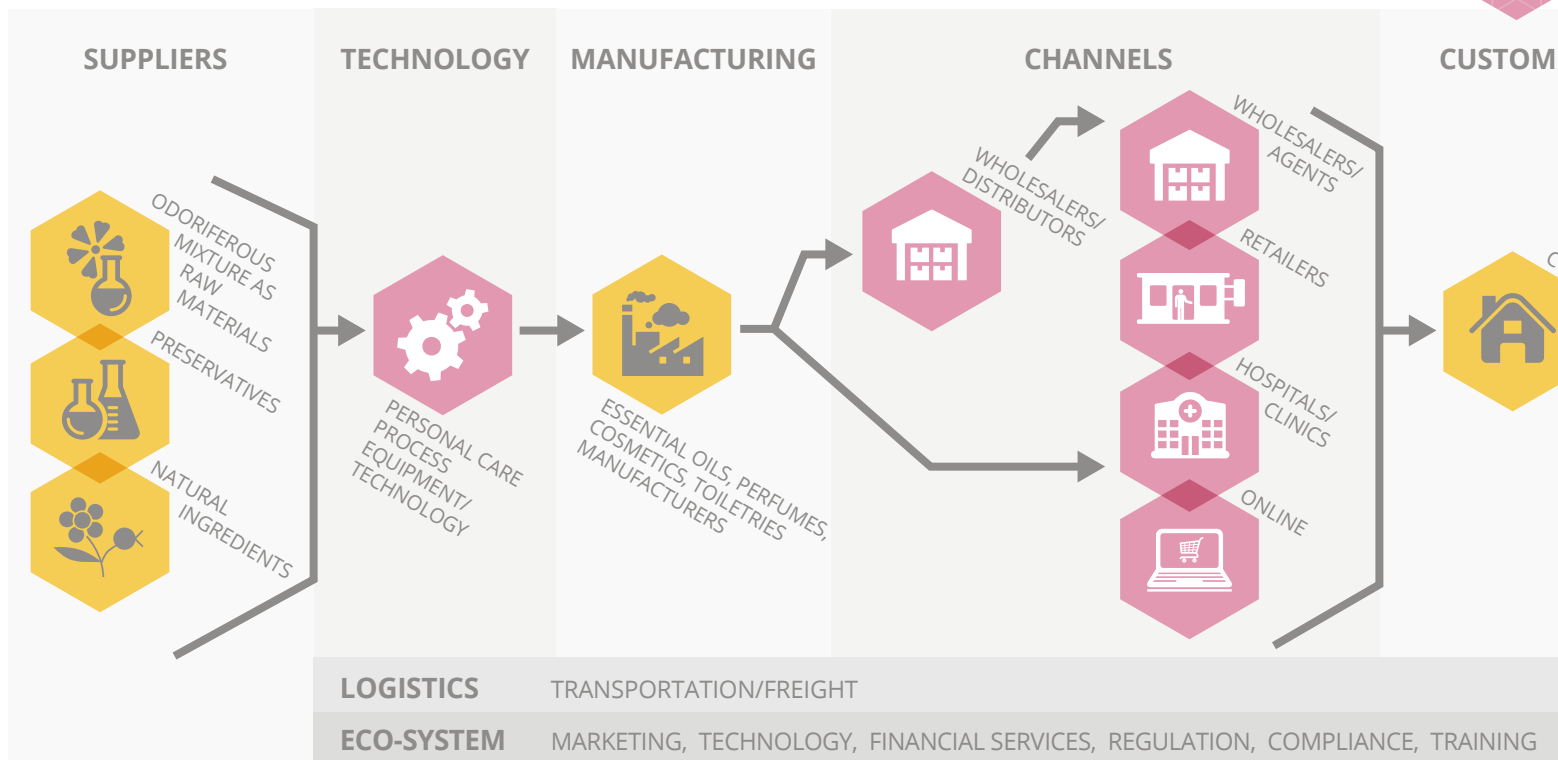 SUPPLIERS
TECHNOLOGY
MANUFACTURING
CHANNELS
CUSTOM
ODORIFEROUS
MIXTURE AS
RAW
MATERIALS
PRESERVATIVES
NATURAL
INGREDIENTS
PERSONAL CARE
PROCESS
EQUIPMENT/
TECHNOLOGY
ESSENTIAL OILS, PERFUMES,
COSMETICS, TOILETRIES
MANUFACTURERS
WHOLESALERS/
DISTRIBUTORS
WHOLESALERS/
AGENTS
RETAILERS
HOSPITALS/
CLINICS
ONLINE
LOGISTICS TRANSPORTATION/FREIGHT
ECO-SYSTEM MARKETING, TECHNOLOGY, FINANCIAL SERVICES, REGULATION, COMPLIANCE, TRAINING